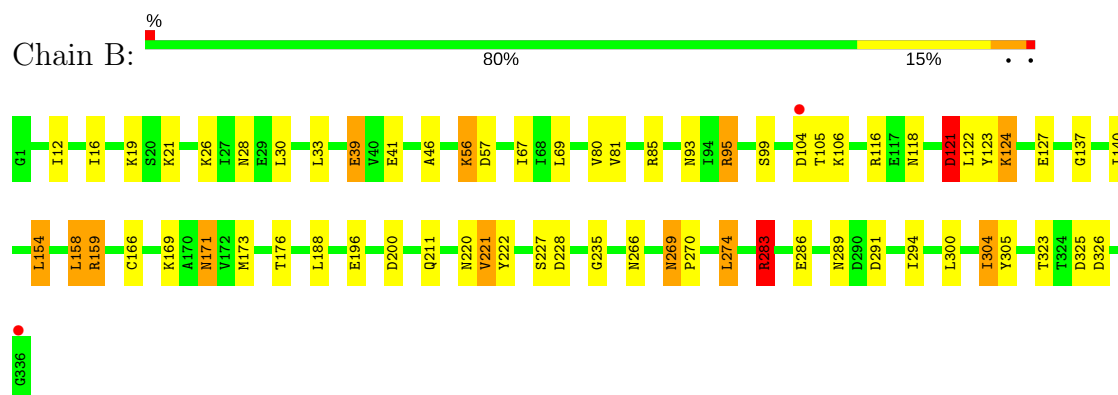 %
Chain B:
80% 15% . .
G1 I12 I16 K19 S20 K21 K26 I27 N28 E29 L30 L33 E39 V40 E41 A46 K56 D57 I67 I68 L69 V80 V81 R85 N93 I94 R95 S99 D104 T105 K106 R116 E117 N118 D121 L122 Y123 K124 E127 G137
L154 L158 R159 C166 K169 A170 N171 V172 M173 T176 L188 E196 D200 Q211 N220 V221 Y222 S227 D228 G235 N266 N269 P270 L274 R283 E286 N289 D290 D291 I294 L300 I304 Y305 T323 T324 D325 D326
G336